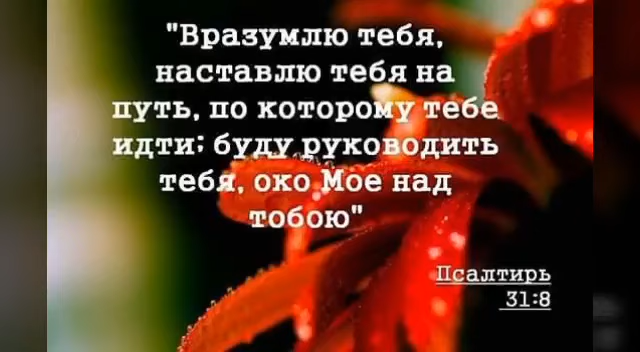 "Вразумлю тебя,
наставлю тебя на
путь, по которому тебе
идти; буду руководить
тебя, око Мое над
тобою"
Псалтирь
31:8